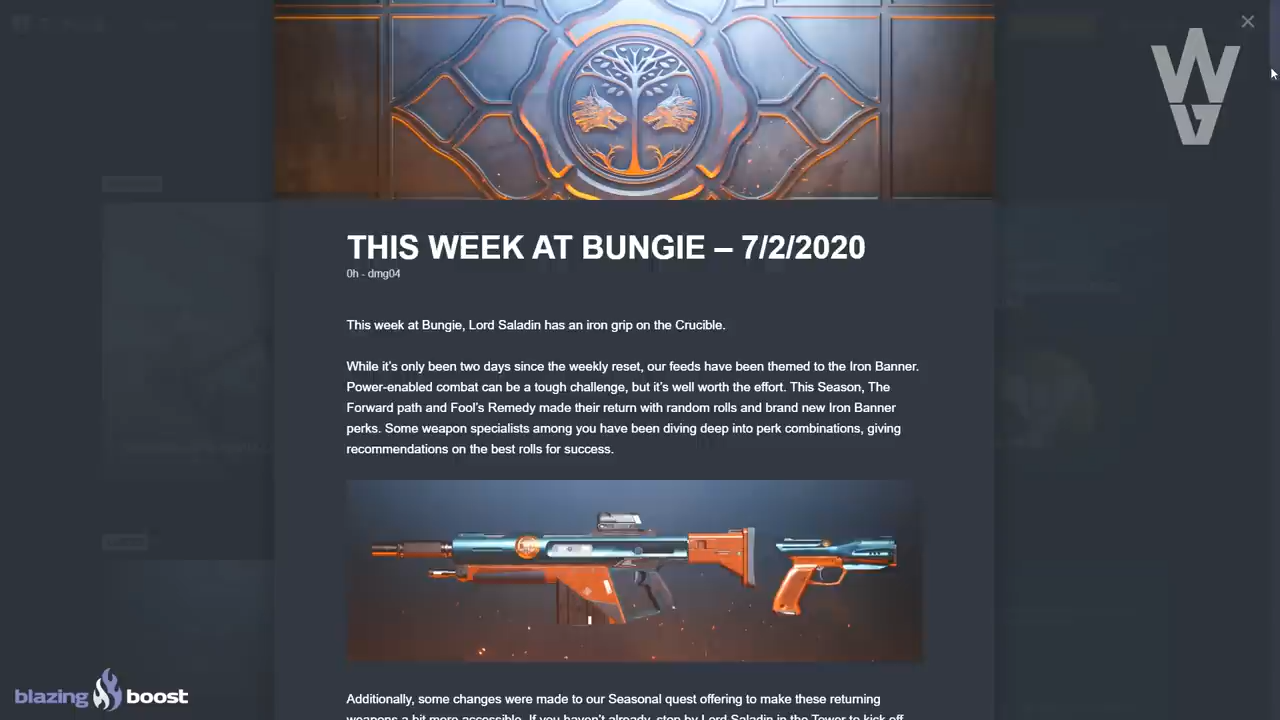 WG
THIS WEEK AT BUNGIE – 7/2/2020
0h - dmg04
This week at Bungie, Lord Saladin has an iron grip on the Crucible.
While it's only been two days since the weekly reset, our feeds have been themed to the Iron Banner.
Power-enabled combat can be a tough challenge, but it's well worth the effort. This Season, The
Forward path and Fool's Remedy made their return with random rolls and brand new Iron Banner
perks. Some weapon specialists among you have been diving deep into perk combinations, giving
recommendations on the best rolls for success.
Additionally, some changes were made to our Seasonal quest offering to make these returning
weapons a bit more accessible. If you haven't already, stop by Lord Saladin in the Tower to kick off
blazing boost